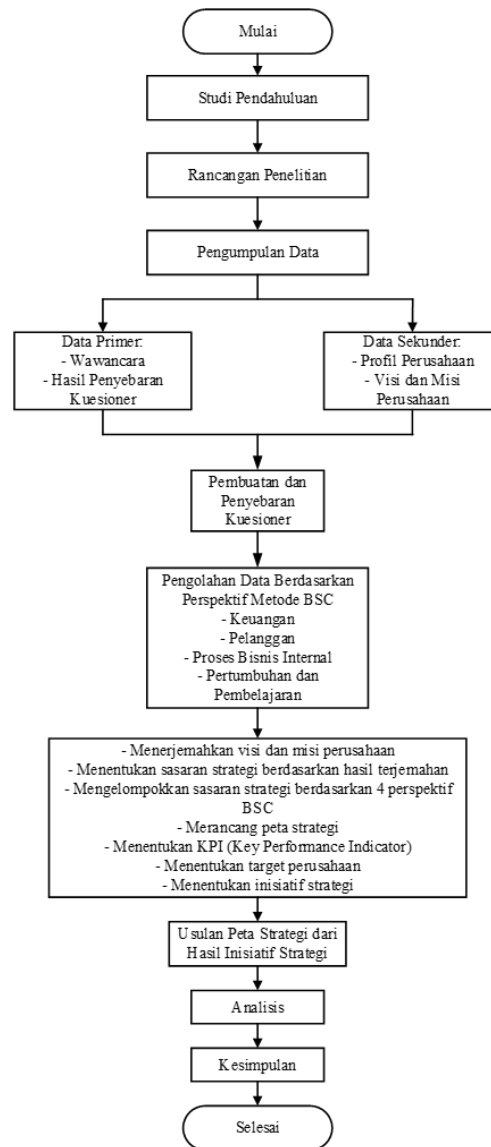 Mulai
Studi Pendahuluan
Rancangan Penelitian
Pengumpulan Data
Data Primer:
- Wawancara
- Hasil Penyebaran
Kuesioner
Data Sekunder:
- Profil Perusahaan
- Visi dan Misi
Perusahaan
Pembuatan dan
Penyebaran
Kuesioner
Pengolahan Data Berdasarkan
Perspektif Metode BSC
- Keuangan
- Pelanggan
- Proses Bisnis Internal
- Pertumbuhan dan
Pembelajaran
- Menerjemahkan visi dan misi perusahaan
- Menentukan sasaran strategi berdasarkan hasil terjemahan
- Mengelompokkan sasaran strategi berdasarkan 4 perspektif
BSC
- Merancang peta strategi
- Menentukan KPI (Key Performance Indicator)
- Menentukan target perusahaan
- Menentukan inisiatif strategi
Usulan Peta Strategi dari
Hasil Inisiatif Strategi
Analisis
Kesimpulan
Selesai